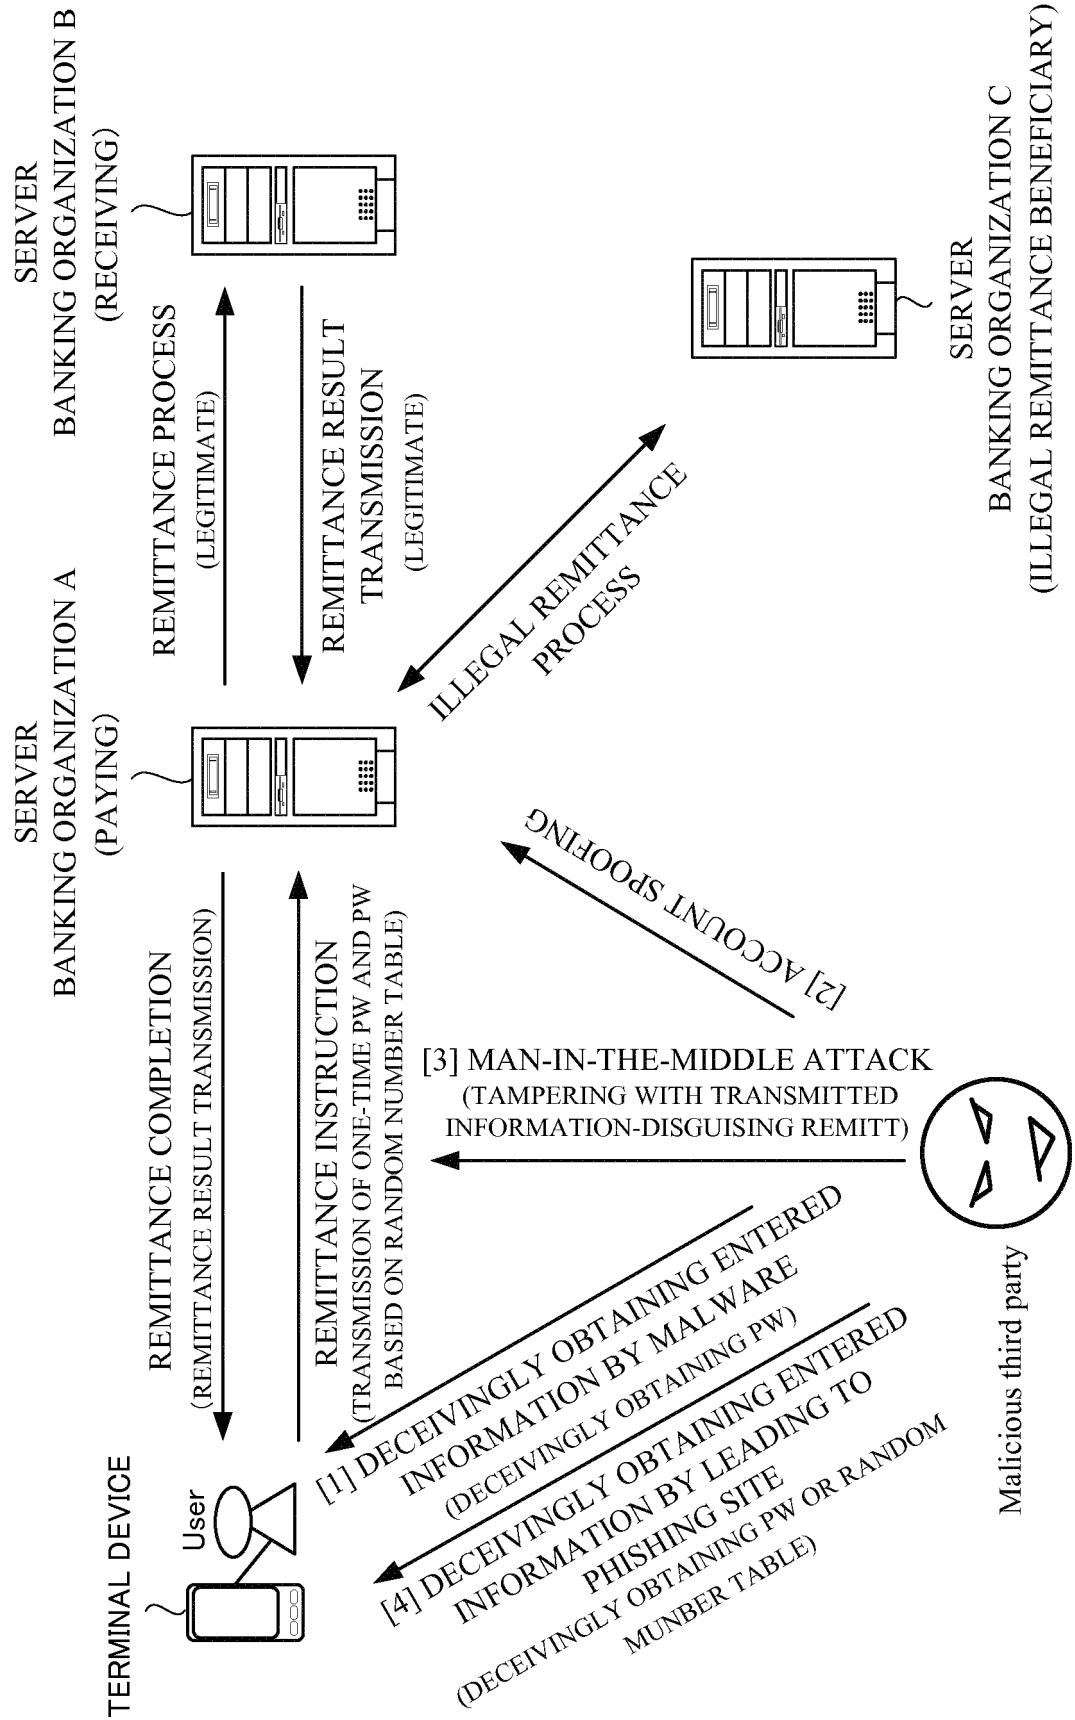 SERVER
BANKING ORGANIZATION A
(PAYING)
SERVER
BANKING ORGANIZATION B
(RECEIVING)
TERMINAL DEVICE
User
REMITTANCE COMPLETION
(REMITTANCE RESULT TRANSMISSION)
REMITTANCE PROCESS
(LEGITIMATE)
REMITTANCE INSTRUCTION
(TRANSMISSION OF ONE-TIME PW AND PW
BASED ON RANDOM NUMBER TABLE)
REMITTANCE RESULT
TRANSMISSION
(LEGITIMATE)
[1] DECEIVINGLY OBTAINING ENTERED
INFORMATION BY MALWARE
(DECEIVINGLY OBTAINING PW)
[4] DECEIVINGLY OBTAINING ENTERED
INFORMATION BY LEADING TO
PHISHING SITE
(DECEIVINGLY OBTAINING PW OR RANDOM
MUNBER TABLE)
[3] MAN-IN-THE-MIDDLE ATTACK
(TAMPERING WITH TRANSMITTED
INFORMATION-DISGUISING REMITT)
[2] ACCCOUNT SPOOFING
ILLEGAL REMITTANCE
PROCESS
Malicious third party
SERVER
BANKING ORGANIZATION C
(ILLEGAL REMITTANCE BENEFICIARY)